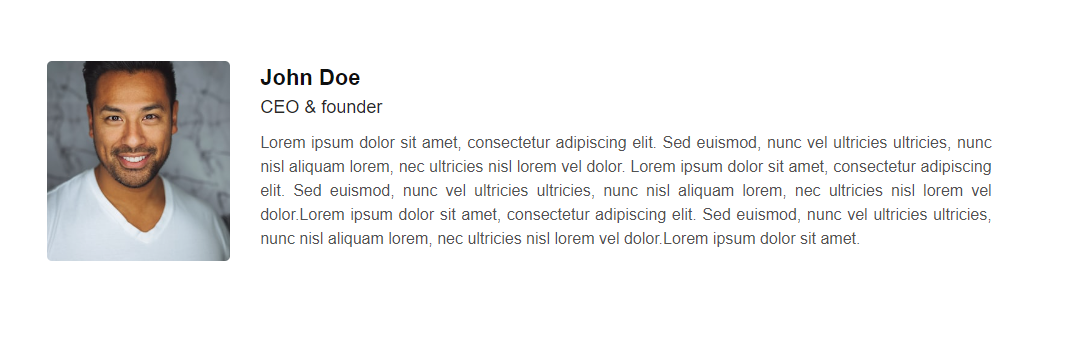 John Doe
CEO & founder
Lorem ipsum dolor sit amet, consectetur adipiscing elit. Sed euismod, nunc vel ultricies ultricies, nunc
nisl aliquam lorem, nec ultricies nisl lorem vel dolor. Lorem ipsum dolor sit amet, consectetur adipiscing
elit. Sed euismod, nunc vel ultricies ultricies, nunc nisl aliquam lorem, nec ultricies nisl lorem vel
dolor.Lorem ipsum dolor sit amet, consectetur adipiscing elit. Sed euismod, nunc vel ultricies ultricies,
nunc nisl aliquam lorem, nec ultricies nisl lorem vel dolor.Lorem ipsum dolor sit amet.